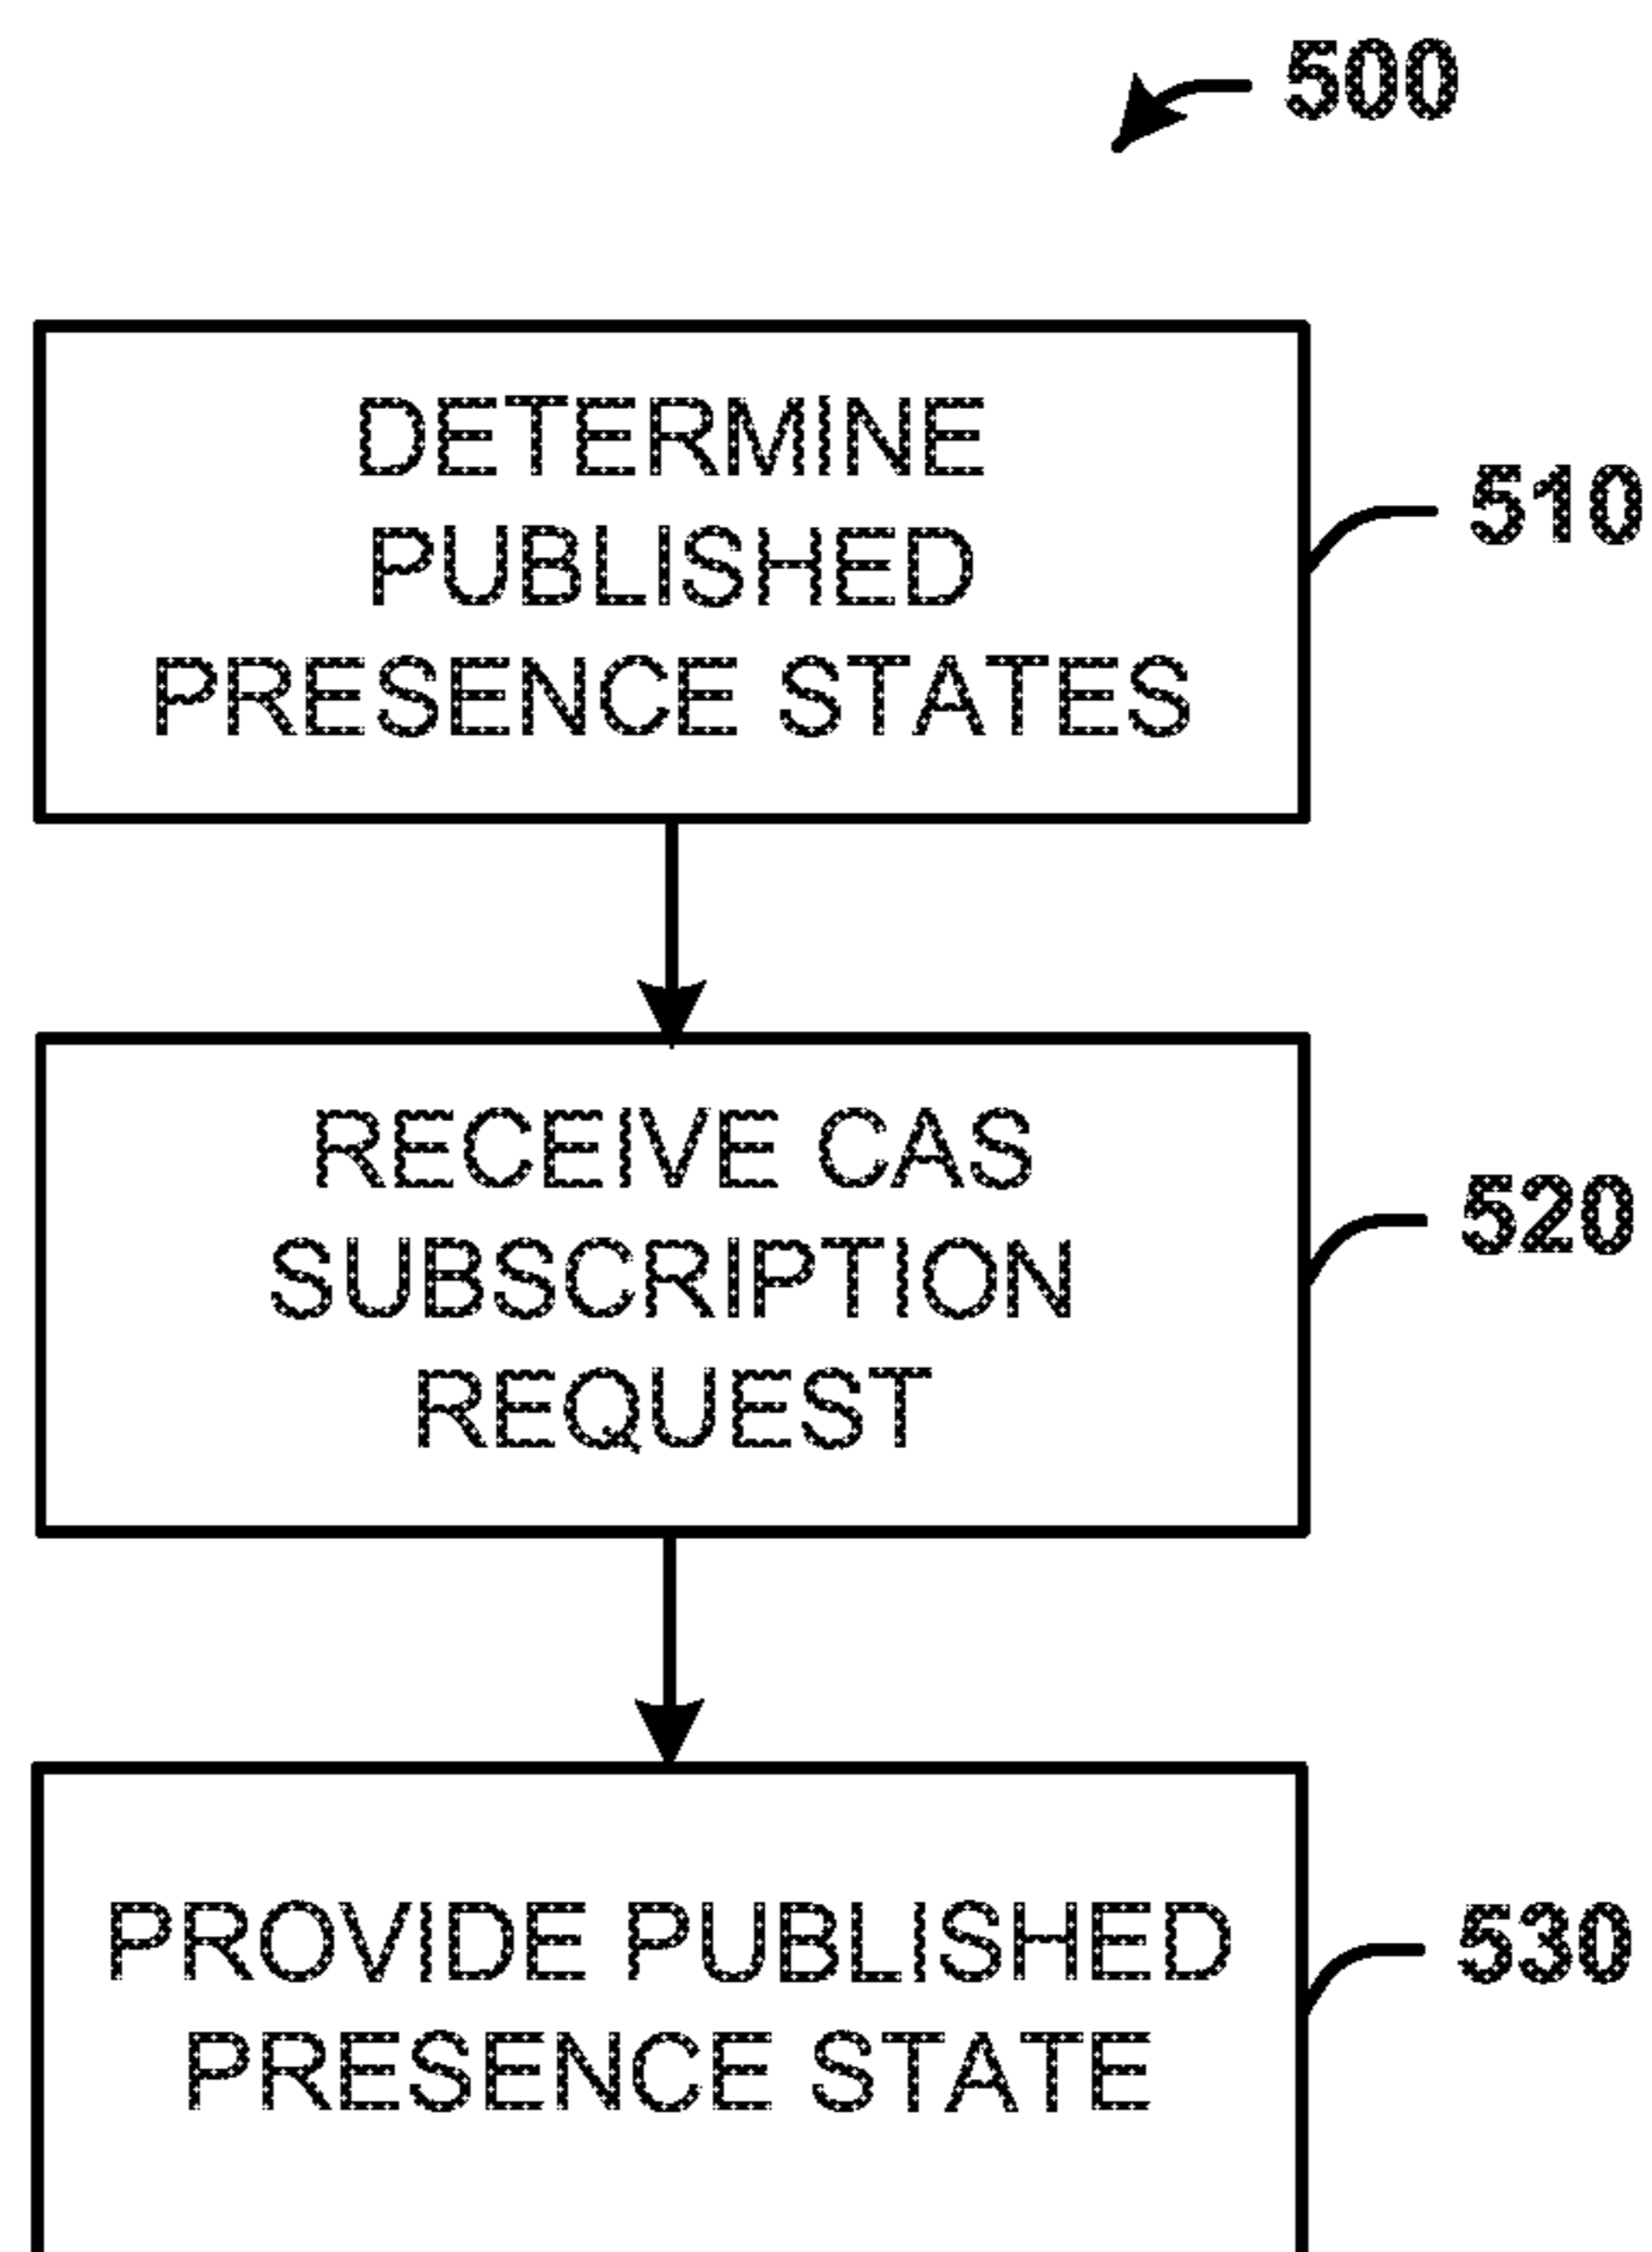 500
DETERMINE
PUBLISHED
PRESENCE STATES
510
RECEIVE CAS
SUBSCRIPTION
REQUEST
520
PROVIDE PUBLISHED
PRESENCE STATE
530